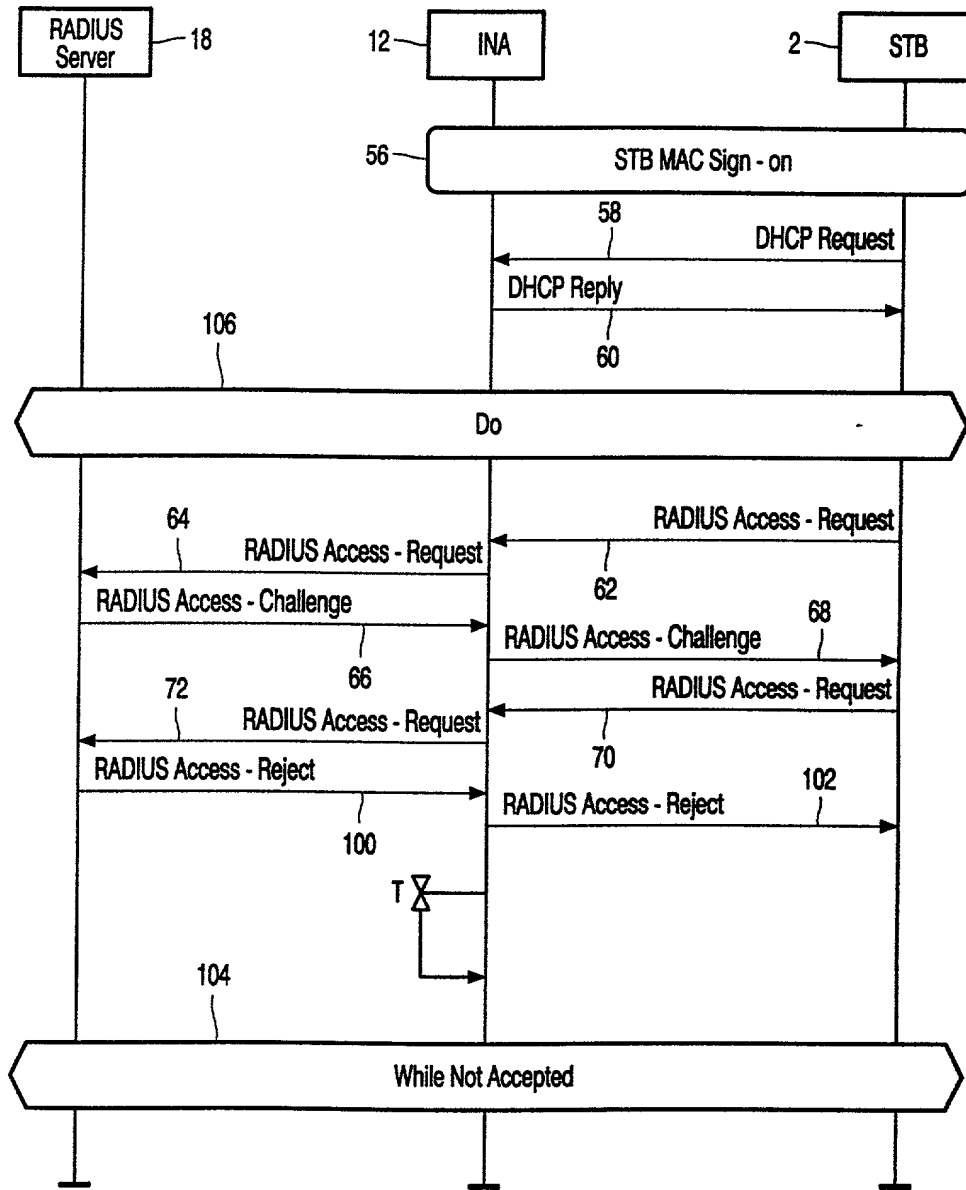 RADIUS
Server
18
12
INA
2
STB
56
STB MAC Sign - on
58
DHCP Request
DHCP Reply
60
106
Do
RADIUS Access - Request
64
RADIUS Access - Request
62
RADIUS Access - Challenge
68
RADIUS Access - Challenge
66
RADIUS Access - Request
72
RADIUS Access - Request
70
RADIUS Access - Reject
102
RADIUS Access - Reject
100
T
104
While Not Accepted